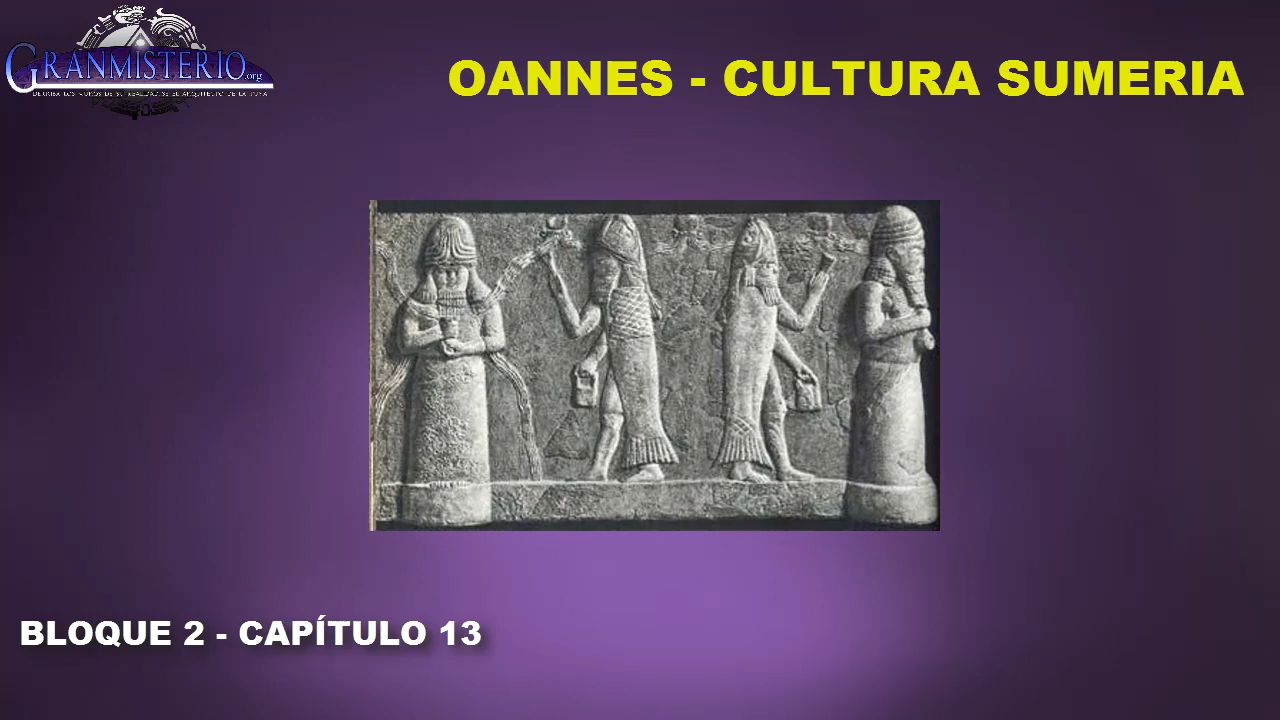 GRANMISTERIO.org
OANNES - CULTURA SUMERIA
BLOQUE 2 - CAPÍTULO 13